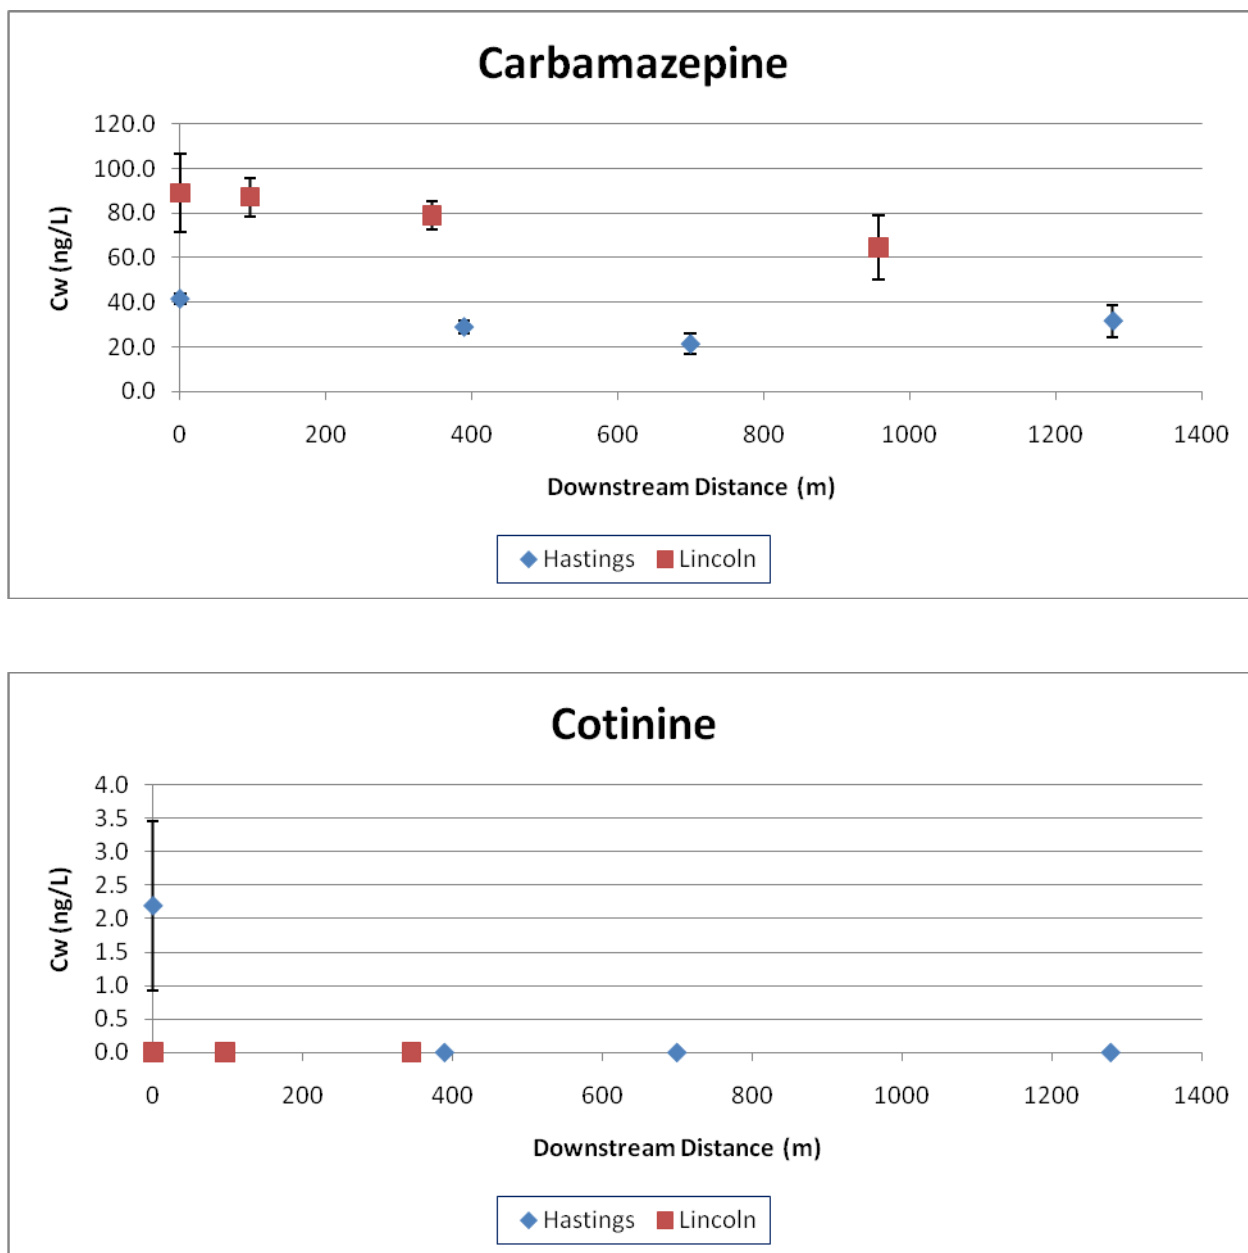 Carbamazepine
120.0
100.0
80.0
60.0
40.0
20.0
0.0
Cw (ng/L)
0 200 400 600 800 1000 1200 1400
Downstream Distance (m)
Hastings Lincoln
Cotinine
4.0
3.5
3.0
2.5
2.0
1.5
1.0
0.5
0.0
Cw (ng/L)
0 200 400 600 800 1000 1200 1400
Downstream Distance (m)
Hastings Lincoln